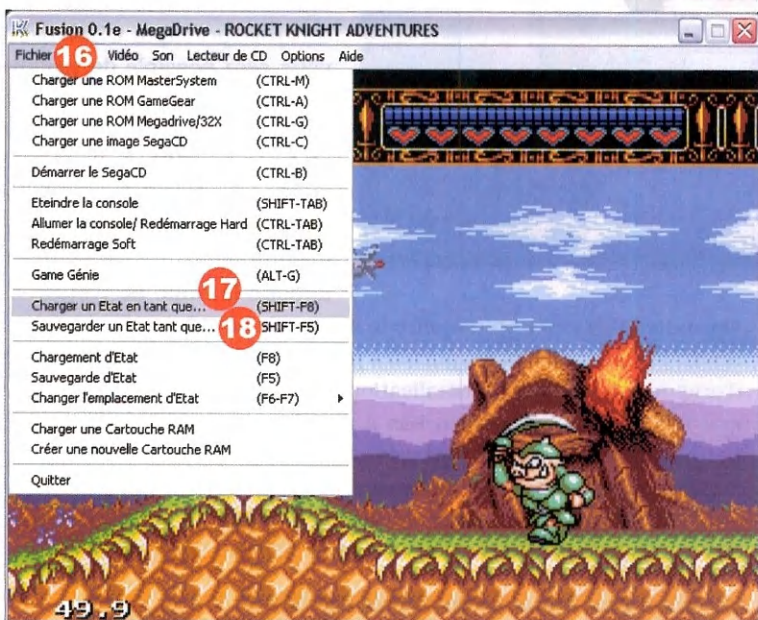 Fusion 0.1e - MegaDrive - ROCKET KNIGHT ADVENTURES
Fichier 16 Vidéo Son Lecteur de CD Options Aide
Charger une ROM MasterSystem (CTRL-M)
Charger une ROM GameGear (CTRL-A)
Charger une ROM Megadrive/32X (CTRL-G)
Charger une image SegaCD (CTRL-C)
Démarrer le SegaCD (CTRL-B)
Eteindre la console (SHIFT-TAB)
Allumer la console/ Redémarrage Hard (CTRL-TAB)
Redémarrage Soft (CTRL-TAB)
Game Génie (ALT-G)
17
Charger un Etat en tant que... (SHIFT-F8)
Sauvegarder un Etat tant que... 18 SHIFT-F5)
Chargement d'Etat (F8)
Sauvegarde d'Etat (F5)
Changer l'emplacement d'Etat (F6-F7)
Charger une Cartouche RAM
Créer une nouvelle Cartouche RAM
Quitter
49.9